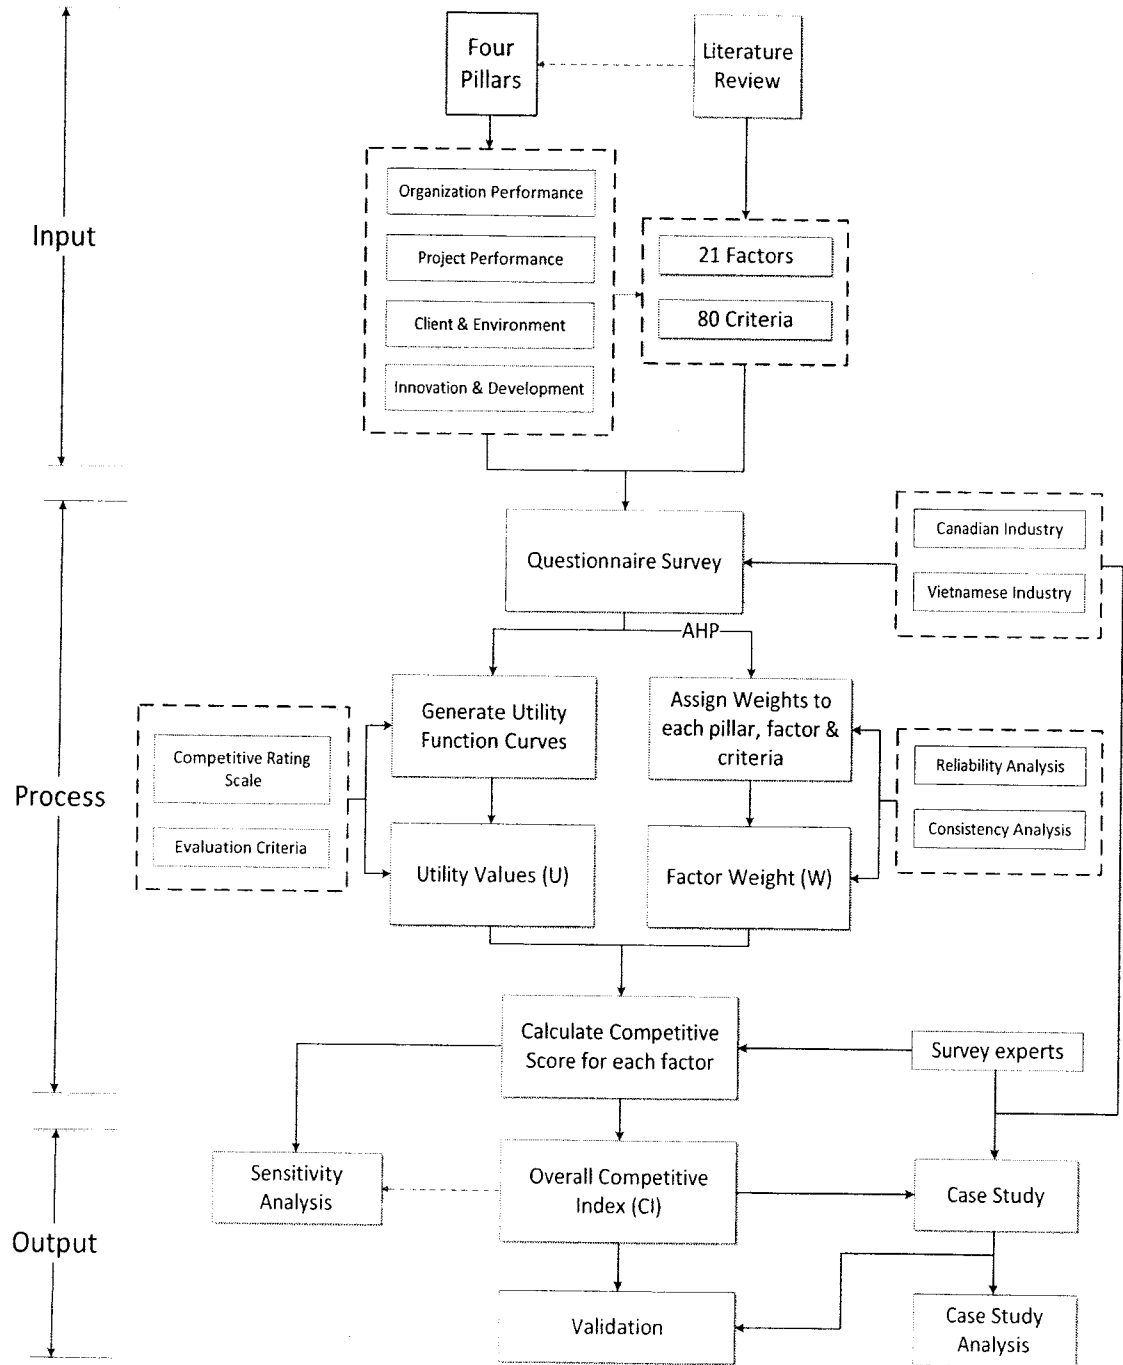 Four
Pillars
Literature
Review
Organization Performance
Project Performance
Client & Environment
Innovation & Development
21 Factors
80 Criteria
Input
Questionnaire Survey
Canadian Industry
Vietnamese Industry
AHP
Generate Utility
Function Curves
Assign Weights to
each pillar, factor &
criteria
Competitive Rating
Scale
Evaluation Criteria
Reliability Analysis
Consistency Analysis
Process
Utility Values (U)
Factor Weight (W)
Calculate Competitive
Score for each factor
Survey experts
Sensitivity
Analysis
Overall Competitive
Index (CI)
Case Study
Output
Validation
Case Study
Analysis